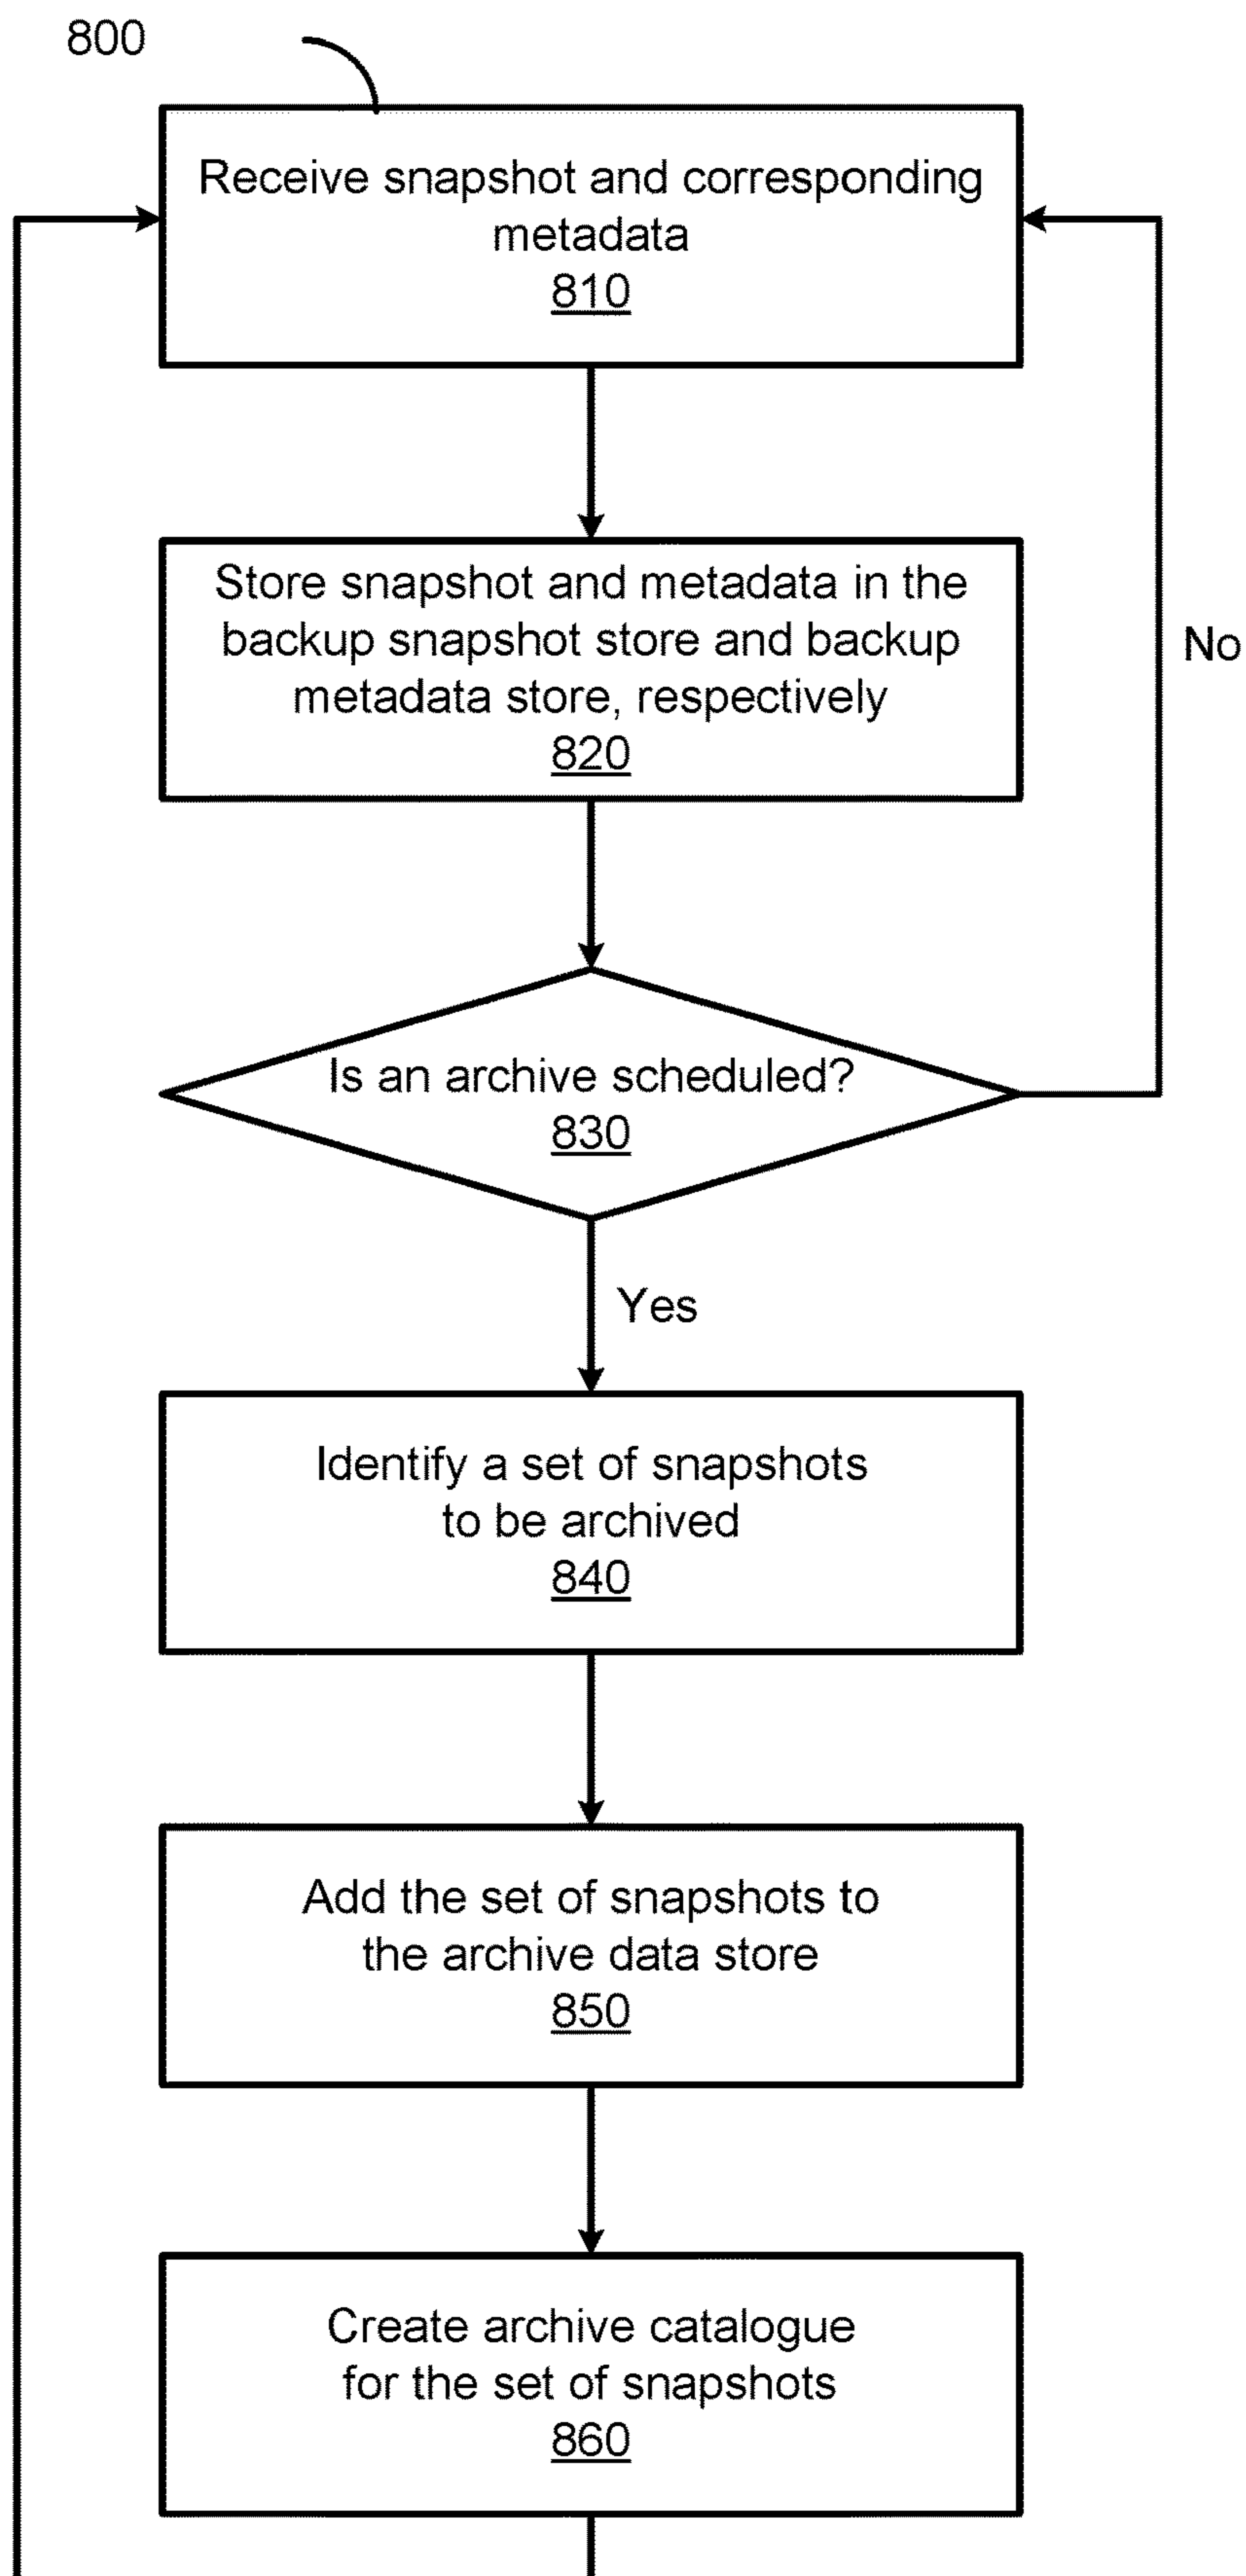 800
Receive snapshot and corresponding
metadata
810
Store snapshot and metadata in the
backup snapshot store and backup
metadata store, respectively
820
No
Is an archive scheduled?
830
Yes
Identify a set of snapshots
to be archived
840
Add the set of snapshots to
the archive data store
850
Create archive catalogue
for the set of snapshots
860